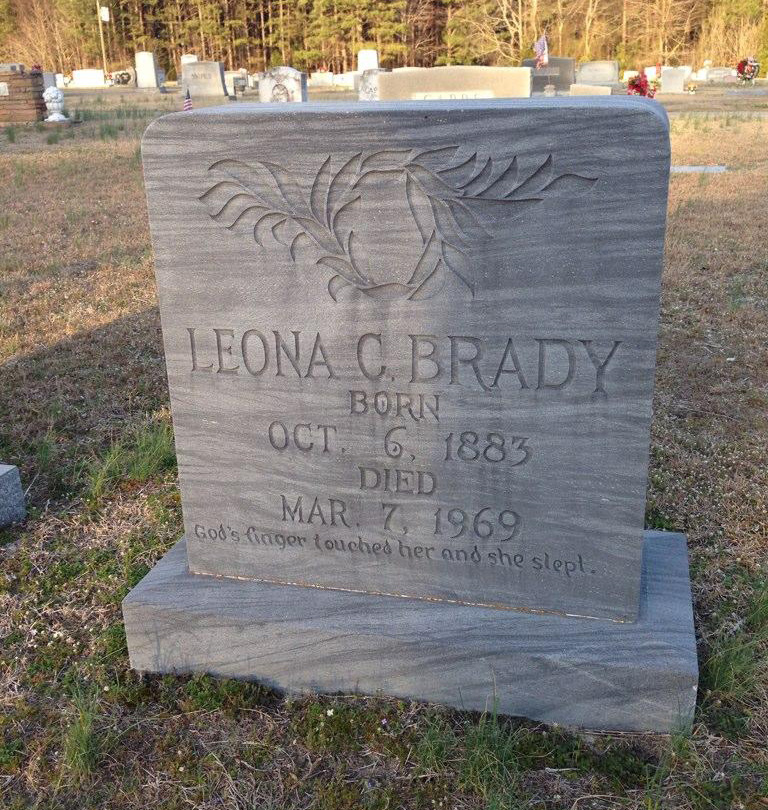 LEONA C. BRADY
BORN
OCT. 6, 1883
DIED
MAR. 7, 1969
God's finger touched her and she slept.